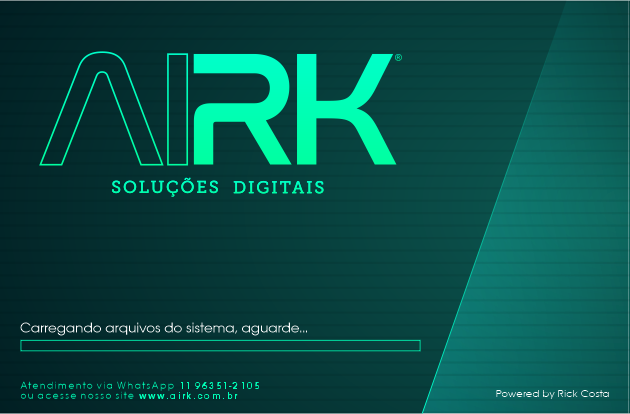 AIRK®
SOLUÇÕES DIGITAIS
Carregando arquivos do sistema, aguarde...
Atendimento via WhatsApp 11 96351-2105
ou acesse nosso site www.airk.com.br
Powered by Rick Costa